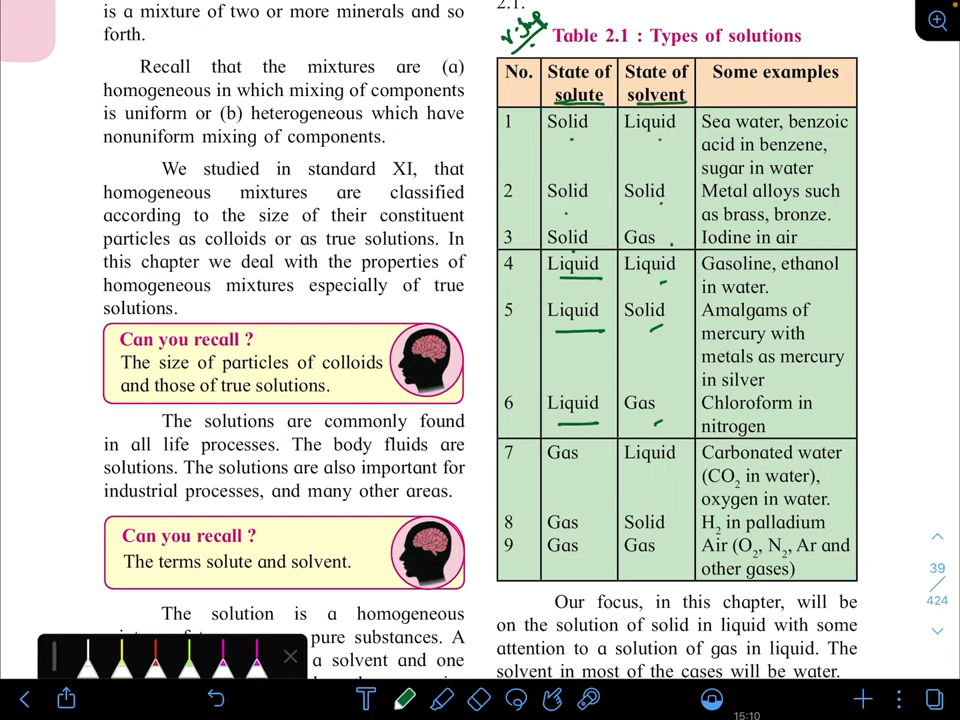 is a mixture of two or more minerals and so
forth.
Recall that the mixtures are (a)
homogeneous in which mixing of components
is uniform or (b) heterogeneous which have
nonuniform mixing of components.
We studied in standard XI, that
homogeneous mixtures are classified
according to the size of their constituent
particles as colloids or as true solutions. In
this chapter we deal with the properties of
homogeneous mixtures especially of true
solutions.
Can you recall ?
The size of particles of colloids
and those of true solutions.
The solutions are commonly found
in all life processes. The body fluids are
solutions. The solutions are also important for
industrial processes, and many other areas.
Can you recall ?
The terms solute and solvent.
The solution is a homogeneous
pure substances. A
a solvent and one
2.1.
Table 2.1 : Types of solutions
No. State of solute State of solvent Some examples
1 Solid Liquid Sea water, benzoic
acid in benzene,
sugar in water
2 Solid Solid Metal alloys such
as brass, bronze.
3 Solid Gas Iodine in air
4 Liquid Liquid Gasoline, ethanol
in water.
5 Liquid Solid Amalgams of
mercury with
metals as mercury
in silver
6 Liquid Gas Chloroform in
nitrogen
7 Gas Liquid Carbonated water
(CO₂ in water),
oxygen in water.
8 Gas Solid H₂ in palladium
9 Gas Gas Air (O₂, N₂, Ar and
other gases)
Our focus, in this chapter, will be
on the solution of solid in liquid with some
attention to a solution of gas in liquid. The
solvent in most of the cases will be water.
39
424
15:10